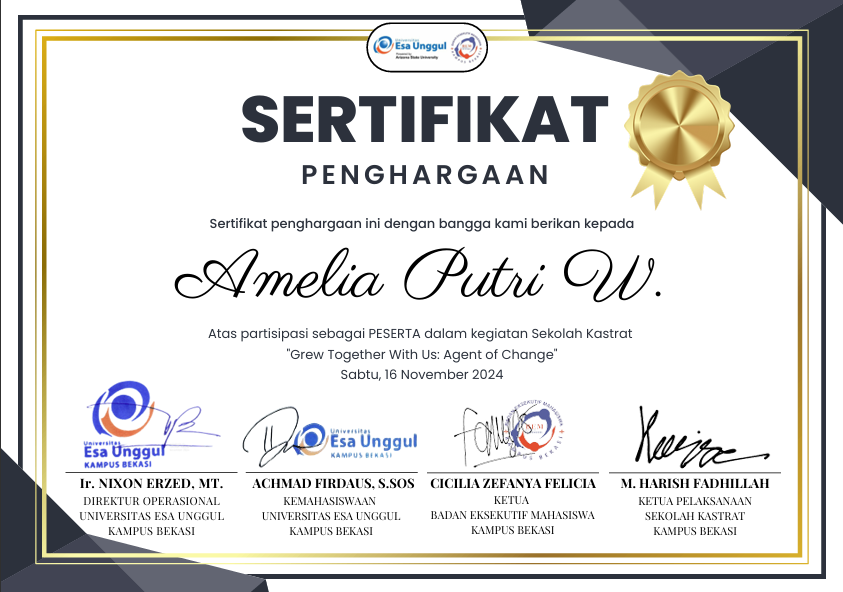 Universitas
Esa Unggul
SERTIFIKAT
PENGHARGAAN
Sertifikat penghargaan ini dengan bangga kami berikan kepada
Amelia Putri W.
Atas partisipasi sebagai PESERTA dalam kegiatan Sekolah Kastrat
"Grew Together With Us: Agent of Change"
Sabtu, 16 November 2024
Universitas
Esa Unggul
KAMPUS BEKASI
Universitas
Esa Unggul
KAMPUS BEKASI
BEM
Ir. NIXON ERZED, MT.
DIREKTUR OPERASIONAL
UNIVERSITAS ESA UNGGUL
KAMPUS BEKASI
ACHMAD FIRDAUS, S.SOS
KEMAHASISWAAN
UNIVERSITAS ESA UNGGUL
KAMPUS BEKASI
CICILIA ZEFANYA FELICIA
KETUA
BADAN EKSEKUTIF MAHASISWA
KAMPUS BEKASI
M. HARISH FADHILLAH
KETUA PELAKSANAAN
SEKOLAH KASTRAT
KAMPUS BEKASI